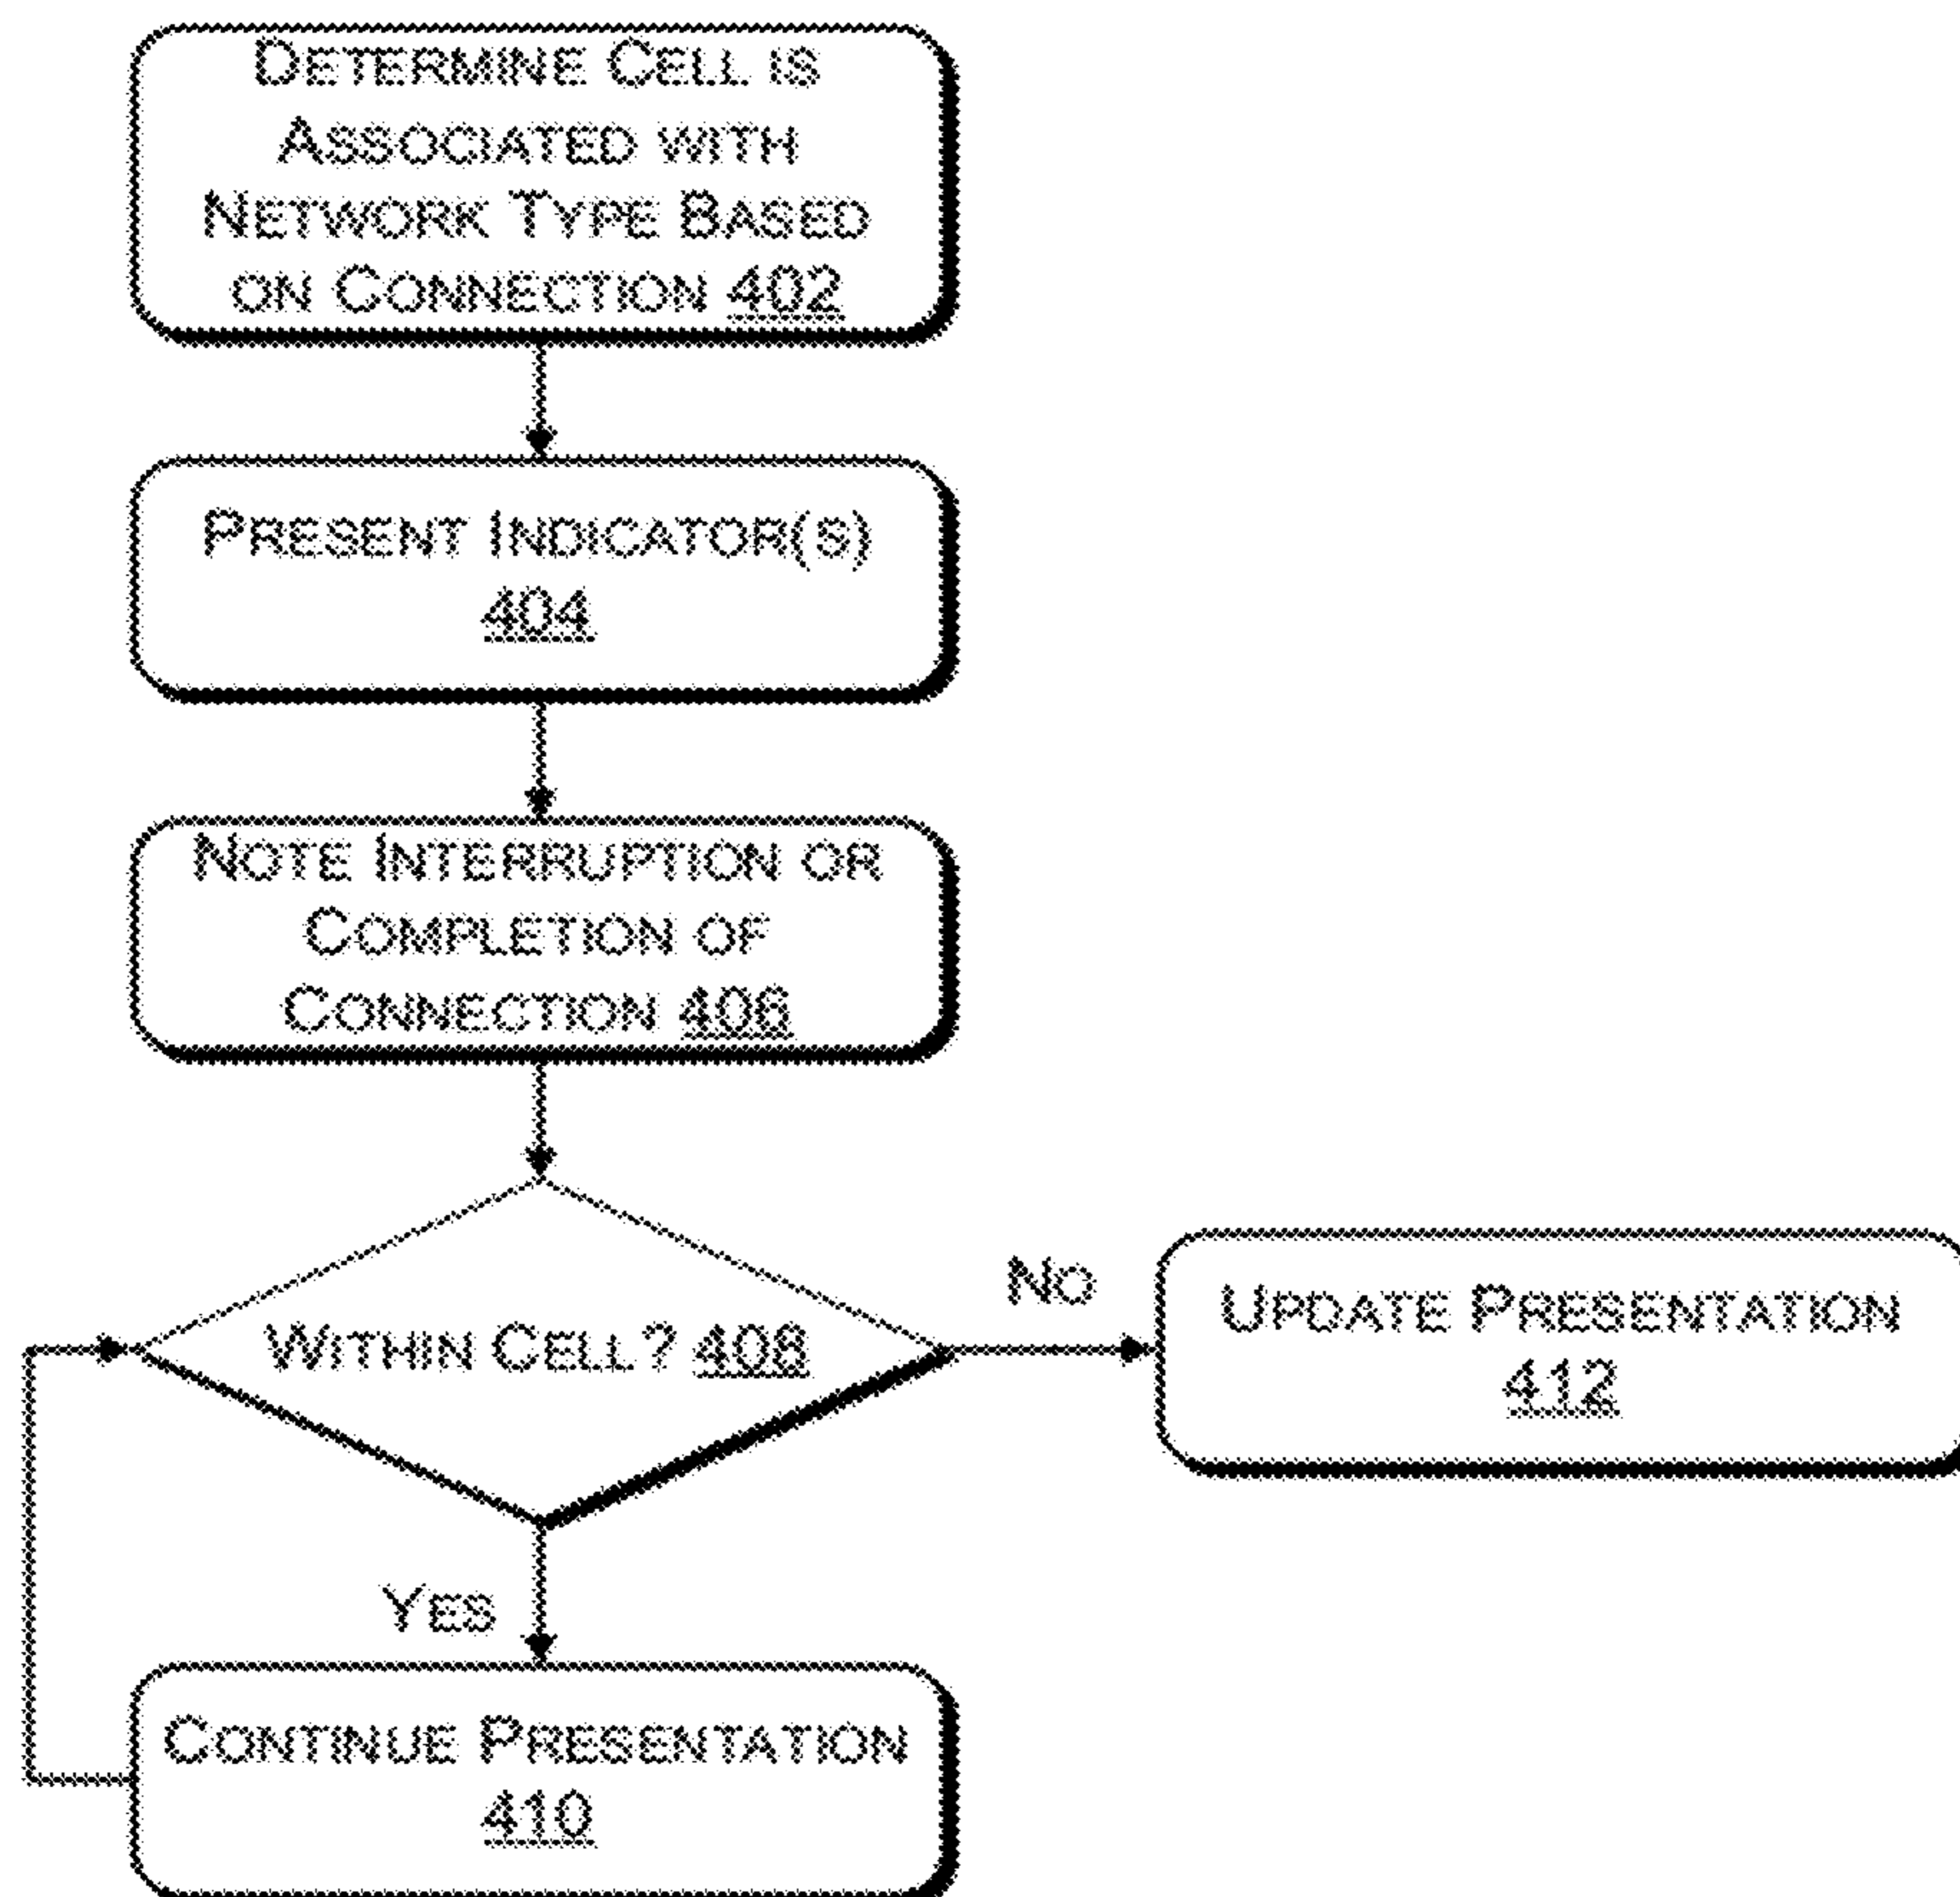 DETERMINE CELL IS
ASSOCIATED WITH
NETWORK TYPE BASED
ON CONNECTION 402
PRESENT INDICATOR(S)
404
NOTE INTERRUPTION OR
COMPLETION OF
CONNECTION 406
WITHIN CELL? 408
NO
UPDATE PRESENTATION
412
YES
CONTINUE PRESENTATION
410